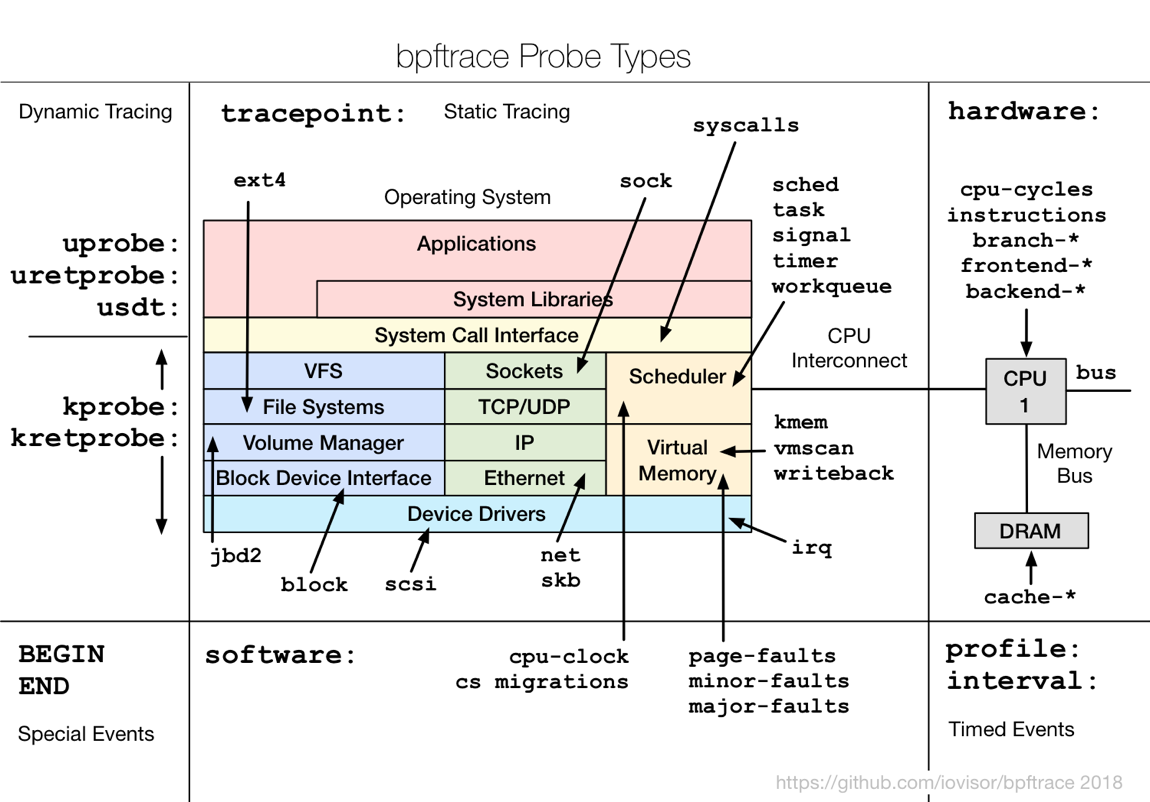 bpftrace Probe Types
Dynamic Tracing
tracepoint:
Static Tracing
hardware:
syscalls
ext4
sock
Operating System
sched
task
signal
timer
workqueue
cpu-cycles
instructions
branch-*
frontend-*
backend-*
uprobe:
uretprobe:
usdt:
Applications
System Libraries
System Call Interface
VFS
Sockets
Scheduler
File Systems
TCP/UDP
Volume Manager
IP
Virtual
Memory
Block Device Interface
Ethernet
Device Drivers
CPU
Interconnect
CPU
1
bus
kprobe:
kretprobe:
kmem
vmscan
writeback
Memory
Bus
DRAM
jbd2
block
scsi
net
skb
irq
cache-*
BEGIN
END
Special Events
software:
cpu-clock
cs migrations
page-faults
minor-faults
major-faults
profile:
interval:
Timed Events
https://github.com/iovisor/bpftrace 2018